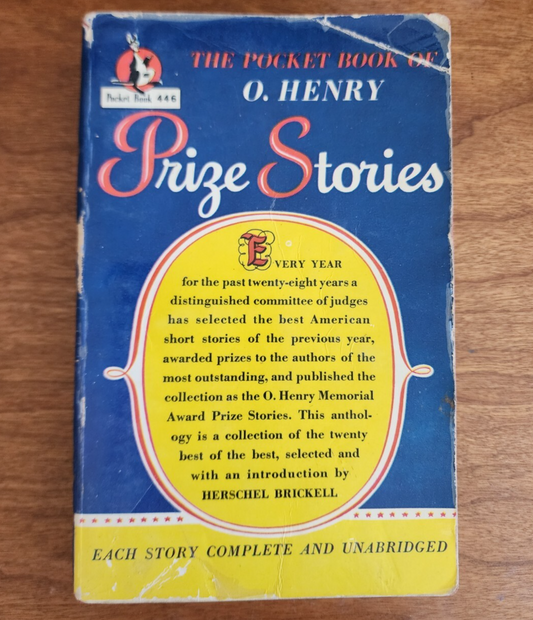 THE POCKET BOOK OF
O. HENRY
Pocket Book 446
Prize Stories
EVERY YEAR
for the past twenty-eight years a
distinguished committee of judges
has selected the best American
short stories of the previous year,
awarded prizes to the authors of the
most outstanding, and published the
collection as the O. Henry Memorial
Award Prize Stories. This anthol-
ogy is a collection of the twenty
best of the best, selected and
with an introduction by
HERSCHEL BRICKELL
EACH STORY COMPLETE AND UNABRIDGED